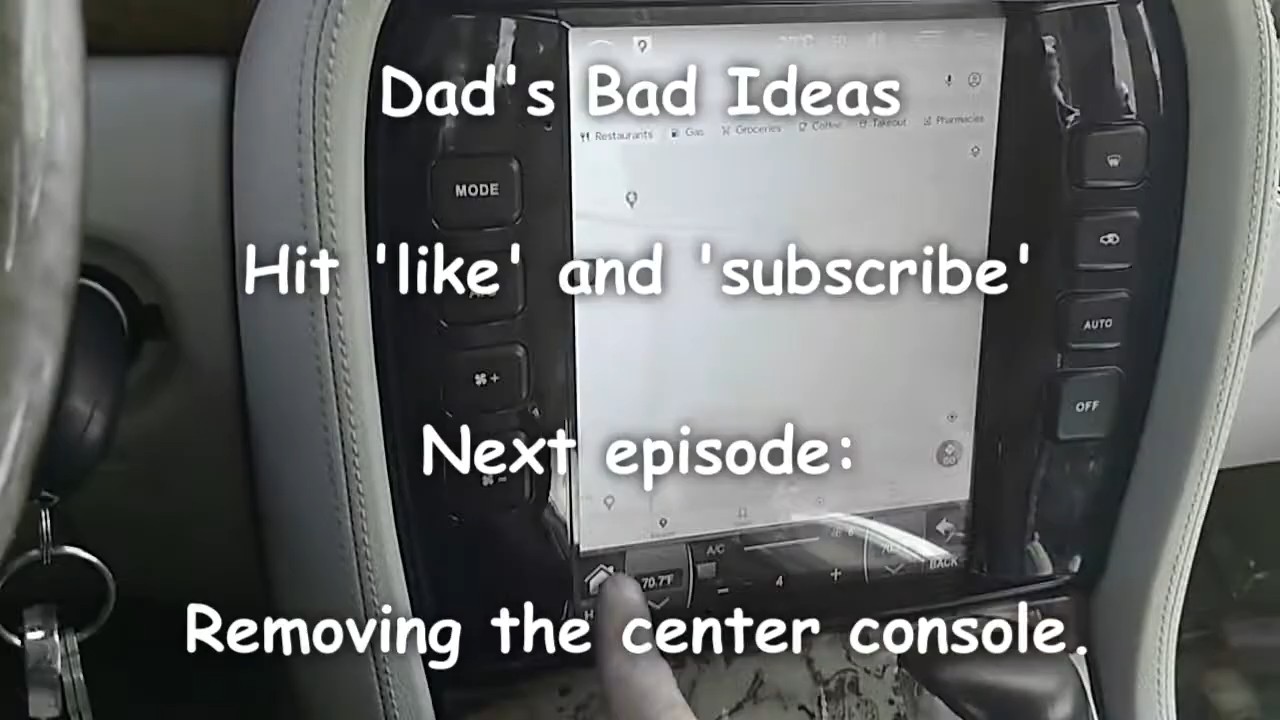 Dad's Bad Ideas
Restaurants Gas Groceries Coffee Takeout Pharmacies
MODE
Hit 'like' and 'subscribe'
AUTO
OFF
Next episode:
A/C
70.7°F
4
BACK
Removing the center console.